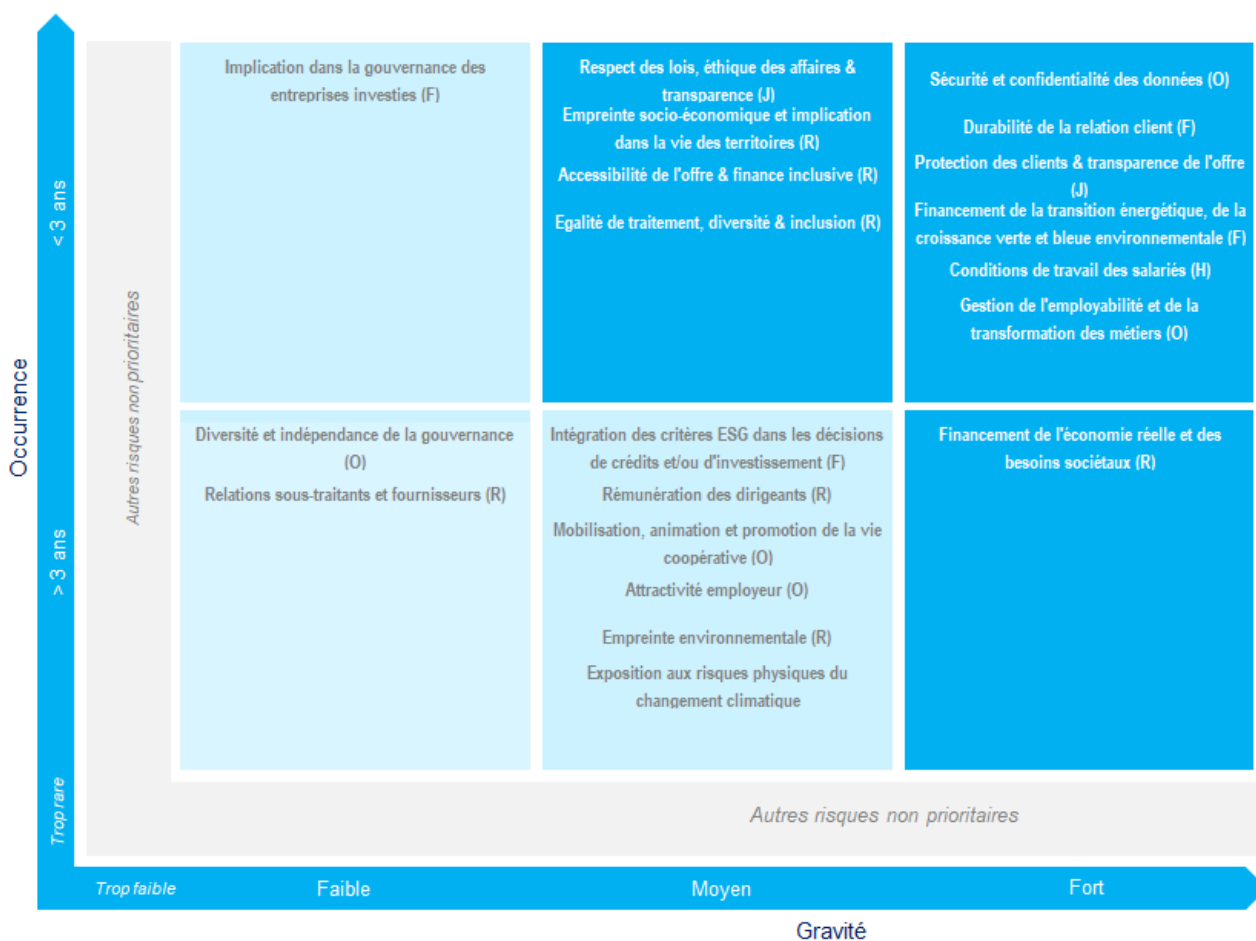 Implication dans la gouvernance des
entreprises investies (F)
Respect des lois, éthique des affaires &
transparence (J)
Empreinte socio-économique et implication
dans la vie des territoires (R)
Accessibilité de l'offre & finance inclusive (R)
Egalité de traitement, diversité & inclusion (R)
Sécurité et confidentialité des données (O)
Durabilité de la relation client (F)
Protection des clients & transparence de l'offre
(J)
Financement de la transition énergétique, de la
croissance verte et bleue environnementale (F)
Conditions de travail des salariés (H)
Gestion de l'employabilité et de la
transformation des métiers (O)
< 3 ans
Autres risques non prioritaires
Occurrence
Diversité et indépendance de la gouvernance
(O)
Relations sous-traitants et fournisseurs (R)
Intégration des critères ESG dans les décisions
de crédits et/ou d'investissement (F)
Rémunération des dirigeants (R)
Mobilisation, animation et promotion de la vie
coopérative (O)
Attractivité employeur (O)
Empreinte environnementale (R)
Exposition aux risques physiques du
changement climatique
Financement de l'économie réelle et des
besoins sociétaux (R)
> 3 ans
Trop rare
Autres risques non prioritaires
Trop faible
Faible
Moyen
Fort
Gravité